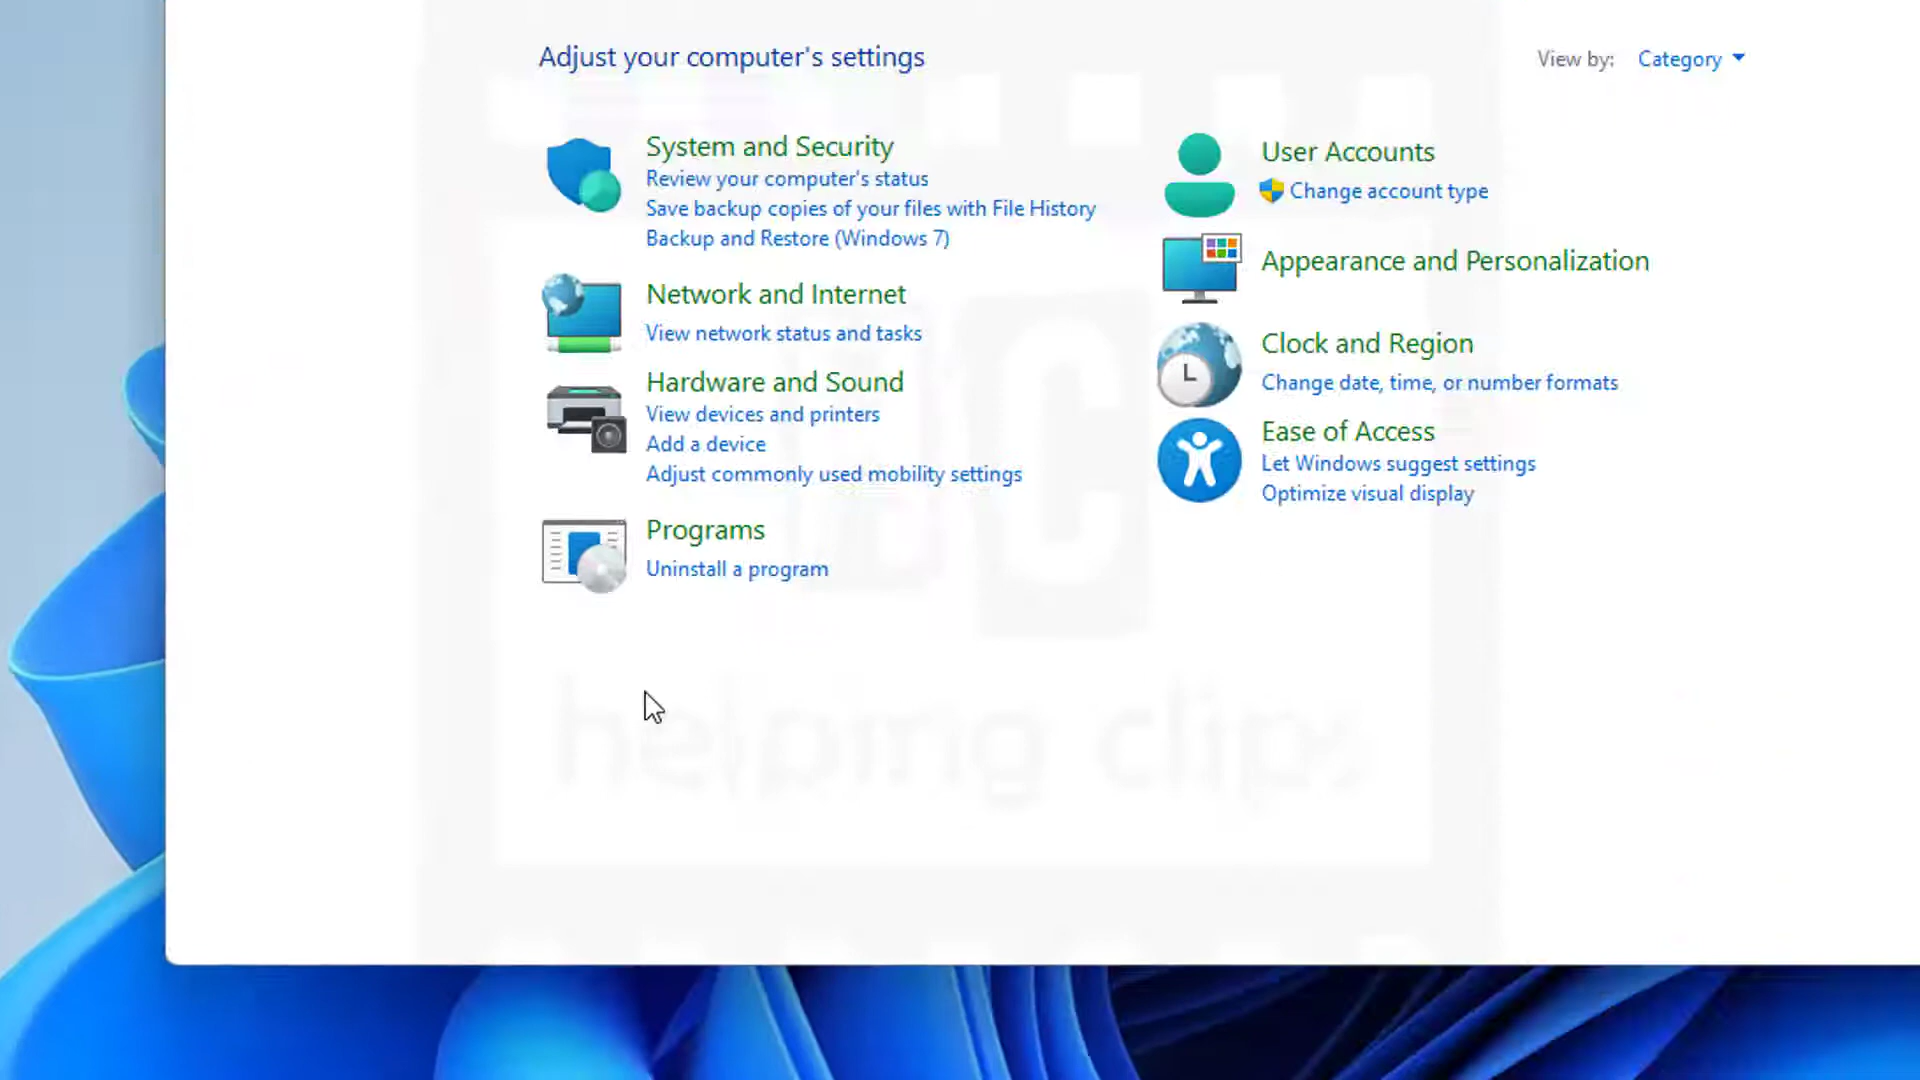 Adjust your computer's settings
View by: Category
System and Security
Review your computer's status
Save backup copies of your files with File History
Backup and Restore (Windows 7)
Network and Internet
View network status and tasks
Hardware and Sound
View devices and printers
Add a device
Adjust commonly used mobility settings
Programs
Uninstall a program
User Accounts
Change account type
Appearance and Personalization
Clock and Region
Change date, time, or number formats
Ease of Access
Let Windows suggest settings
Optimize visual display
helping clips